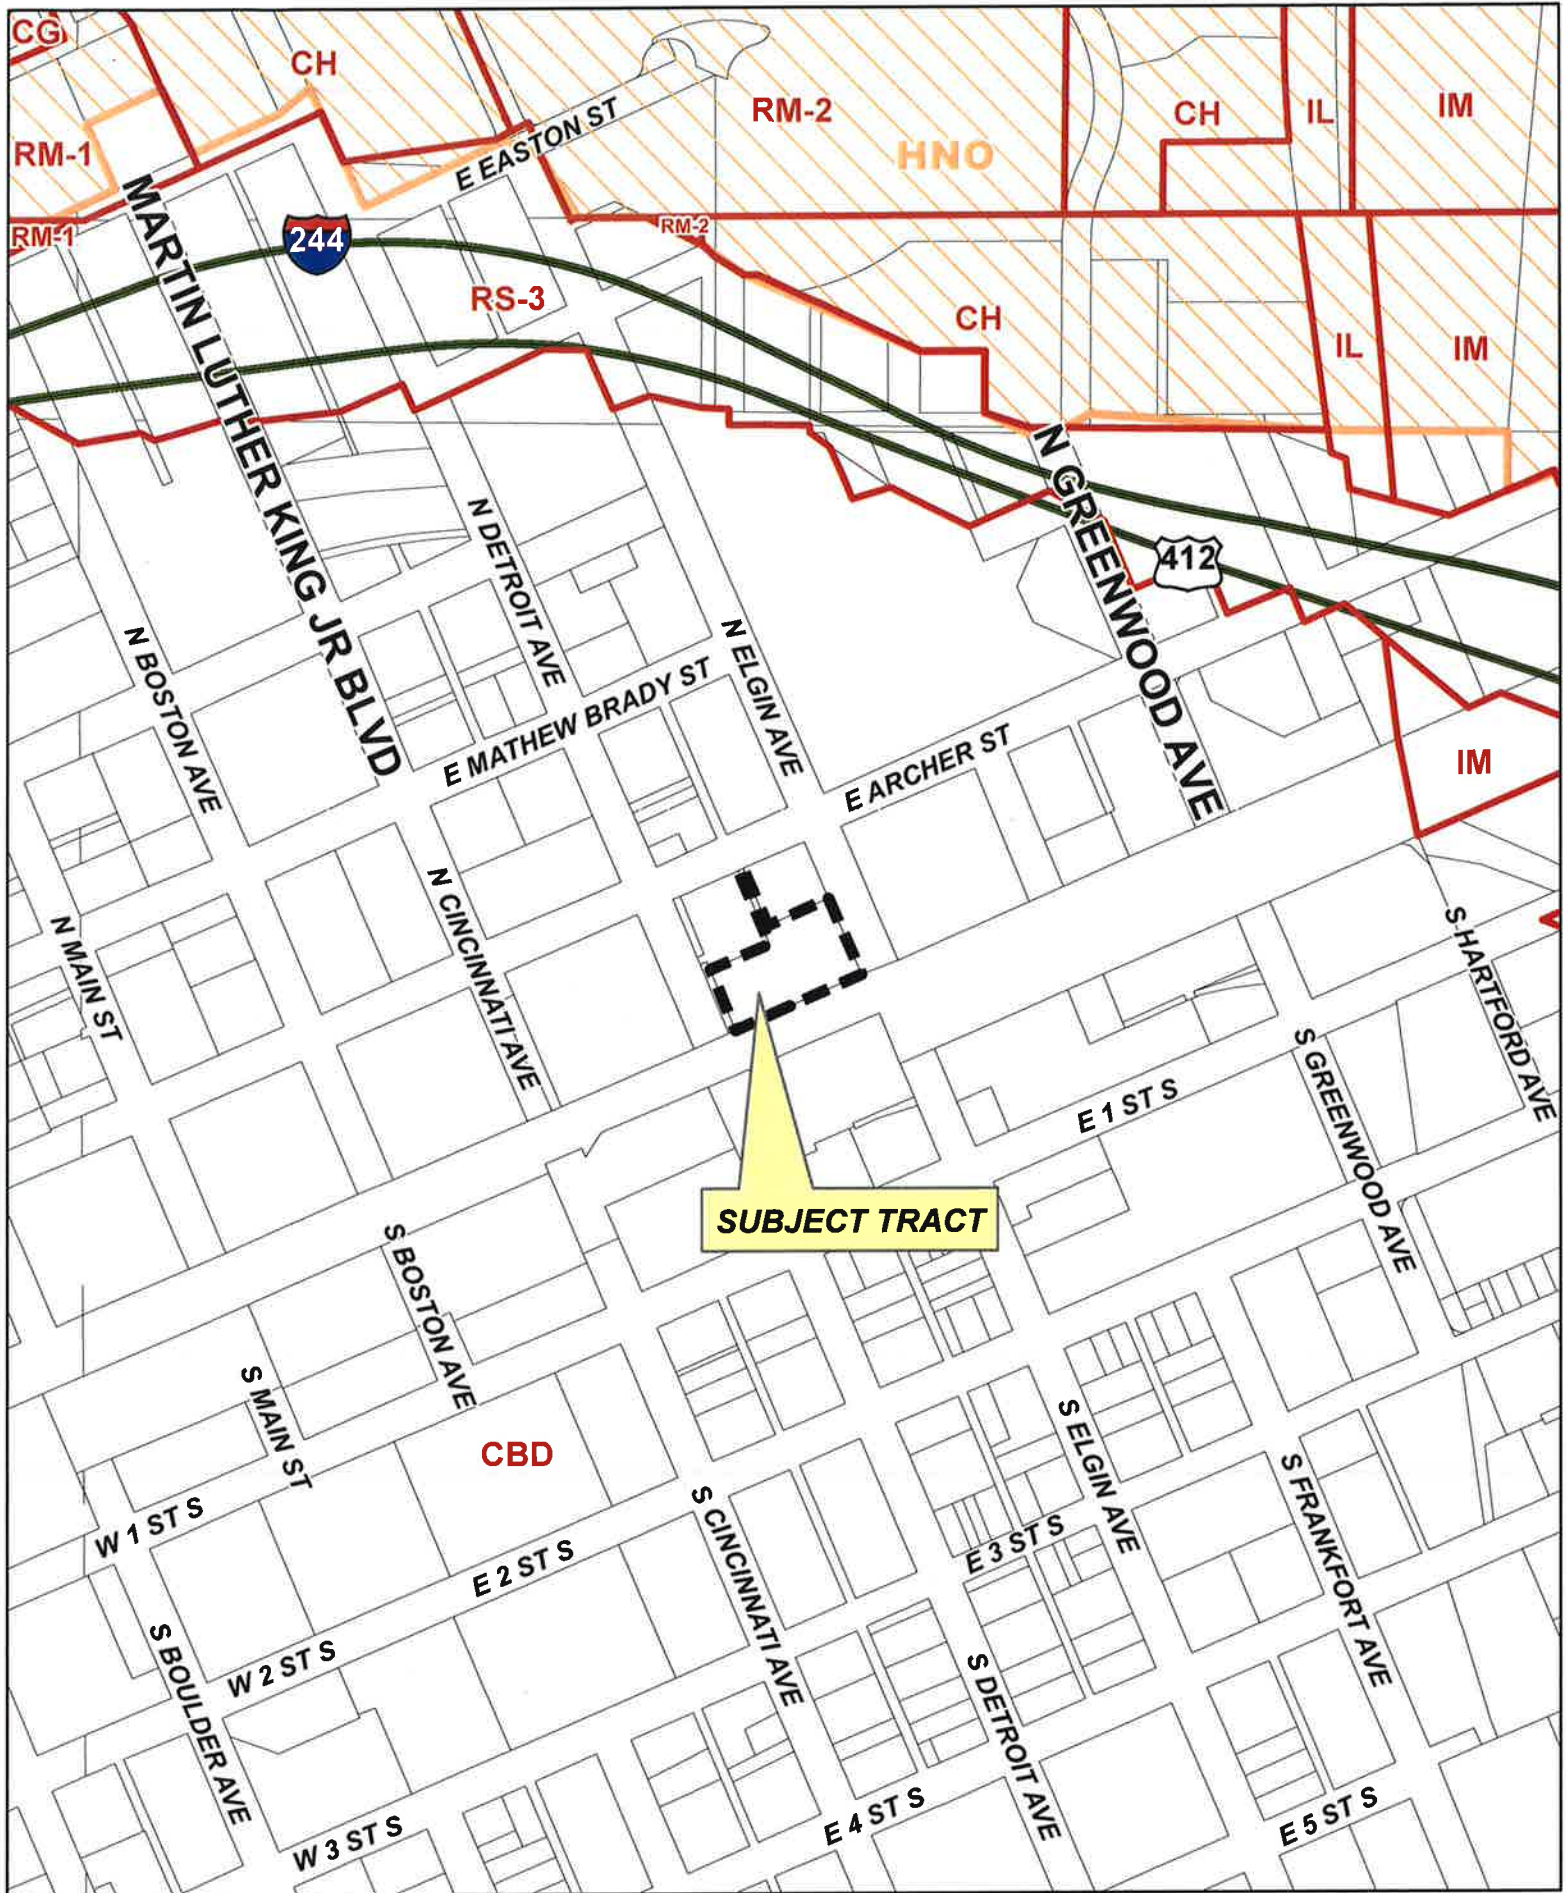 CG
CH
RM-2
CH
IL
IM
RM-1
HNO
E EASTON ST
MARTIN LUTHER KING JR BLVD
RM-1
244
RM-2
RS-3
CH
IL
IM
N GREENWOOD AVE
N DETROIT AVE
412
N BOSTON AVE
N ELGIN AVE
E MATHEW BRADY ST
E ARCHER ST
IM
N CINCINNATI AVE
N MAIN ST
S HARTFORD AVE
S GREENWOOD AVE
E 1 ST S
SUBJECT TRACT
S BOSTON AVE
S MAIN ST
CBD
S ELGIN AVE
S FRANKFORT AVE
S CINCINNATI AVE
W 1 ST S
E 2 ST S
E 3 ST S
S BOULDER AVE
W 2 ST S
S DETROIT AVE
W 3 ST S
E 4 ST S
E 5 ST S